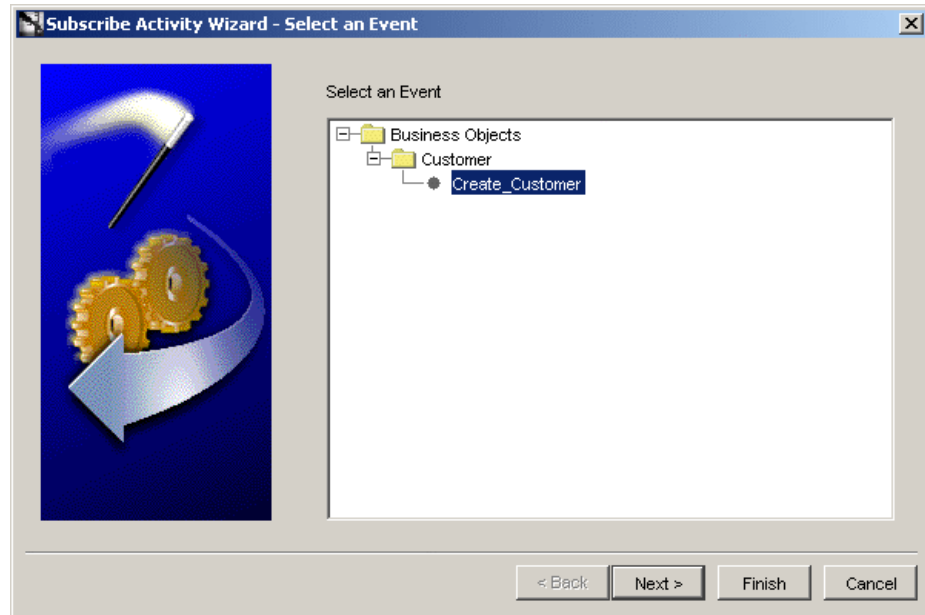 Subscribe Activity Wizard - Select an Event
Select an Event
Business Objects
Customer
Create_Customer
< Back
Next >
Finish
Cancel